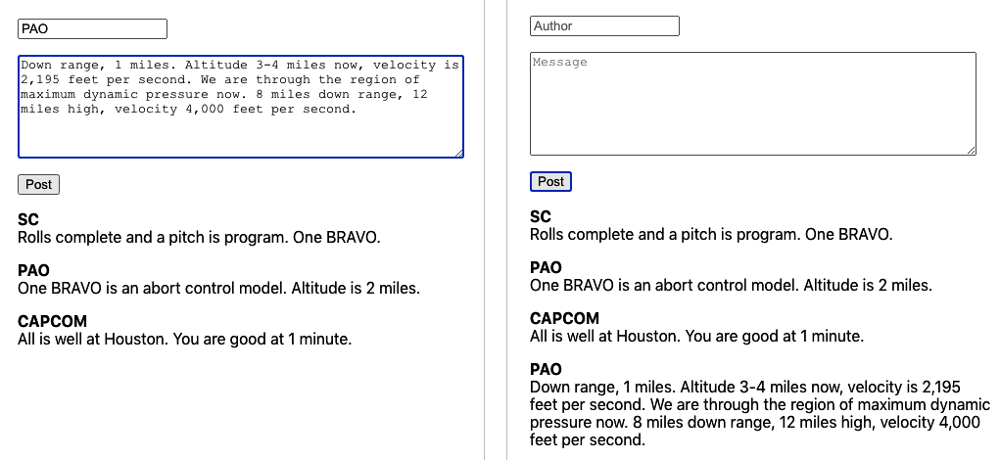 PAO
Down range, 1 miles. Altitude 3-4 miles now, velocity is
2,195 feet per second. We are through the region of
maximum dynamic pressure now. 8 miles down range, 12
miles high, velocity 4,000 feet per second.
Post
SC
Rolls complete and a pitch is program. One BRAVO.
PAO
One BRAVO is an abort control model. Altitude is 2 miles.
CAPCOM
All is well at Houston. You are good at 1 minute.
Author
Message
Post
SC
Rolls complete and a pitch is program. One BRAVO.
PAO
One BRAVO is an abort control model. Altitude is 2 miles.
CAPCOM
All is well at Houston. You are good at 1 minute.
PAO
Down range, 1 miles. Altitude 3-4 miles now, velocity is 2,195
feet per second. We are through the region of maximum dynamic
pressure now. 8 miles down range, 12 miles high, velocity 4,000
feet per second.